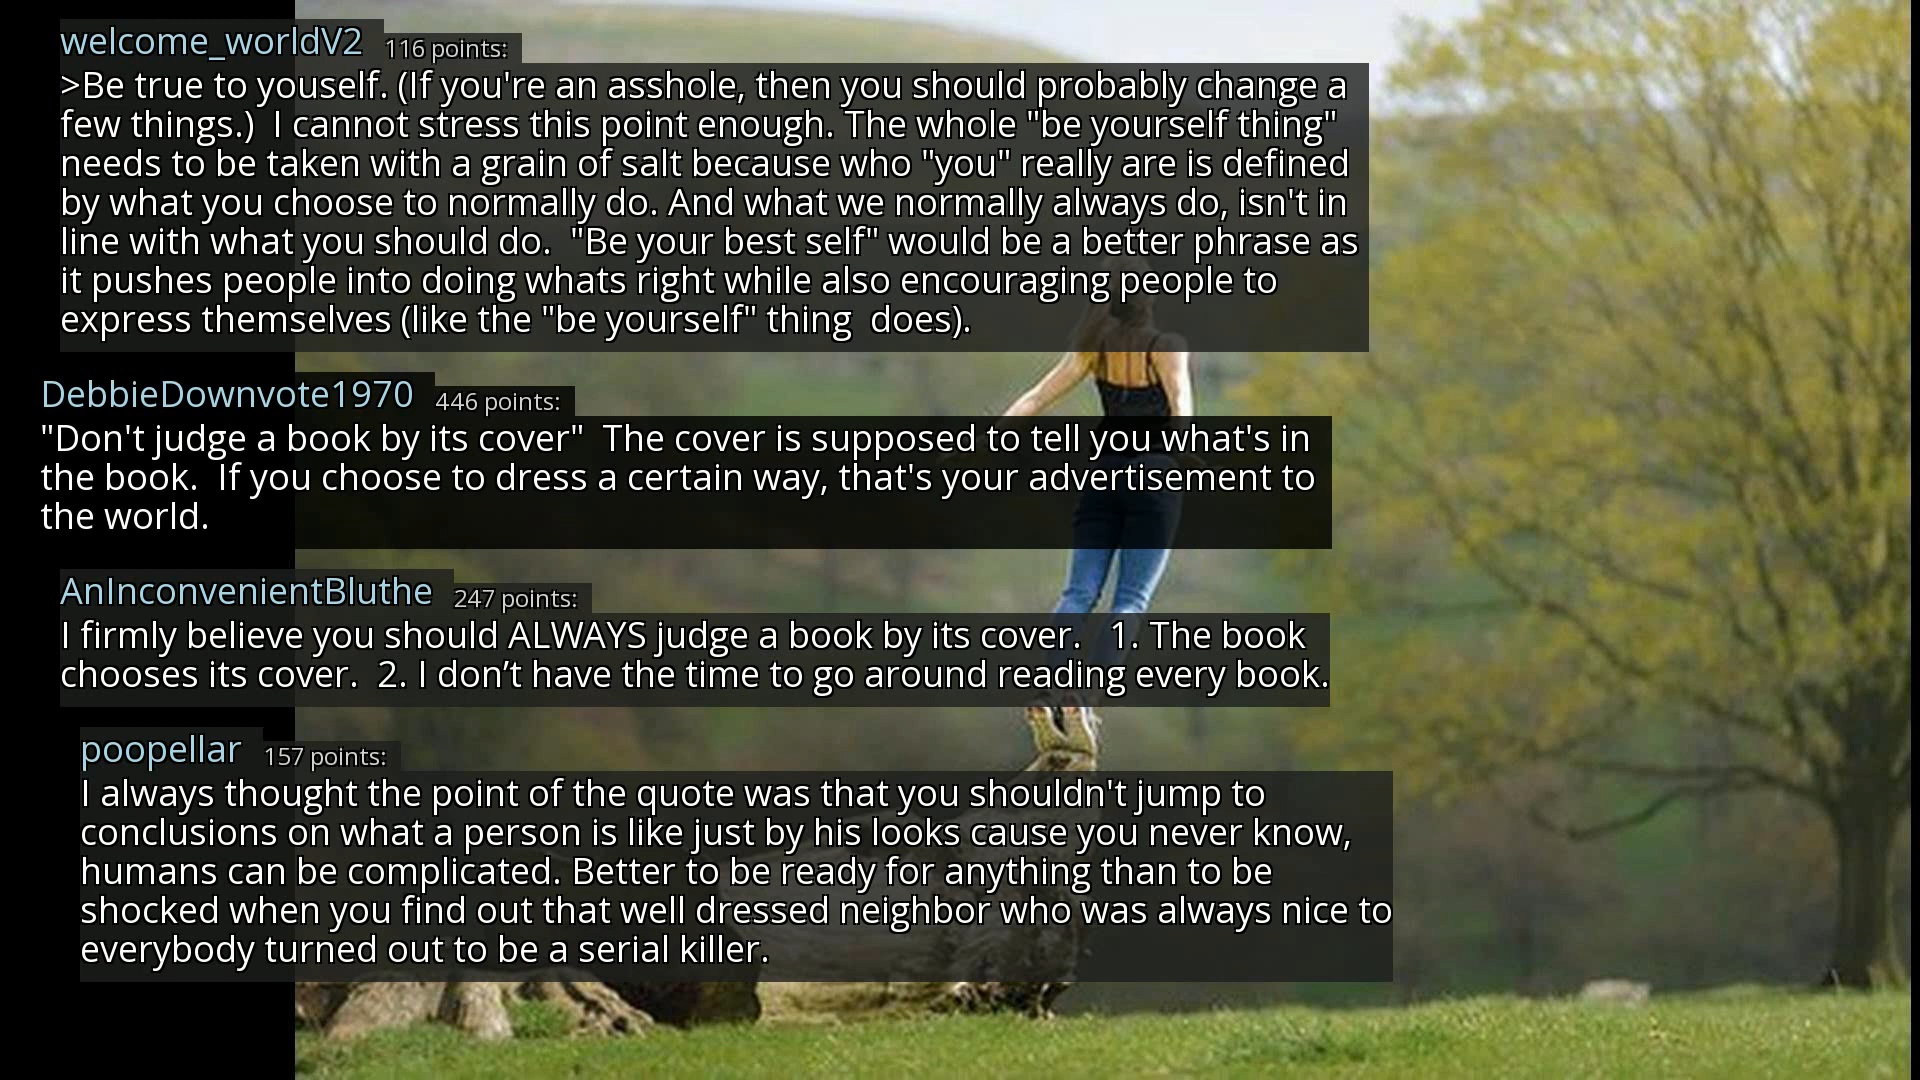 welcome_worldV2 116 points:
>Be true to youself. (If you're an asshole, then you should probably change a
few things.)  I cannot stress this point enough. The whole "be yourself thing"
needs to be taken with a grain of salt because who "you" really are is defined
by what you choose to normally do. And what we normally always do, isn't in
line with what you should do.  "Be your best self" would be a better phrase as
it pushes people into doing whats right while also encouraging people to
express themselves (like the "be yourself" thing  does).
DebbieDownvote1970 446 points:
"Don't judge a book by its cover"  The cover is supposed to tell you what's in
the book.  If you choose to dress a certain way, that's your advertisement to
the world.
AnInconvenientBluthe 247 points:
I firmly believe you should ALWAYS judge a book by its cover.   1. The book
chooses its cover.  2. I don’t have the time to go around reading every book.
poopellar 157 points:
I always thought the point of the quote was that you shouldn't jump to
conclusions on what a person is like just by his looks cause you never know,
humans can be complicated. Better to be ready for anything than to be
shocked when you find out that well dressed neighbor who was always nice to
everybody turned out to be a serial killer.